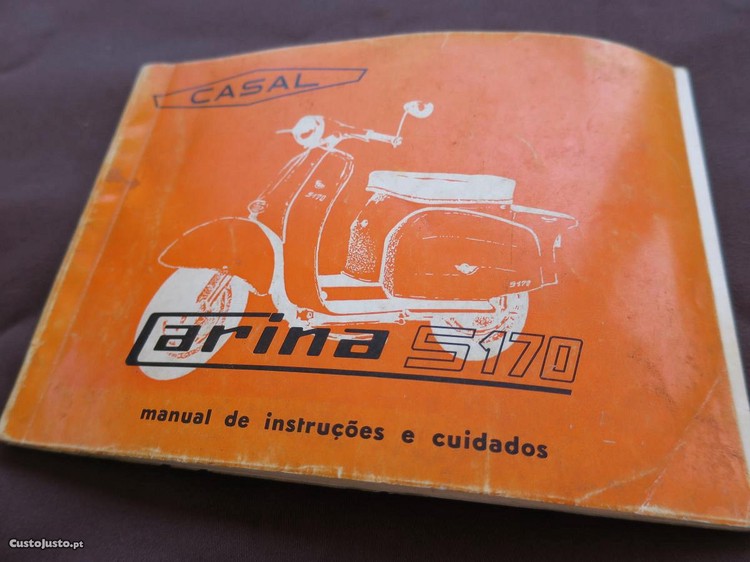 CASAL
S170
S170
Carina S170
manual de instruções e cuidados
CustoJusto.pt